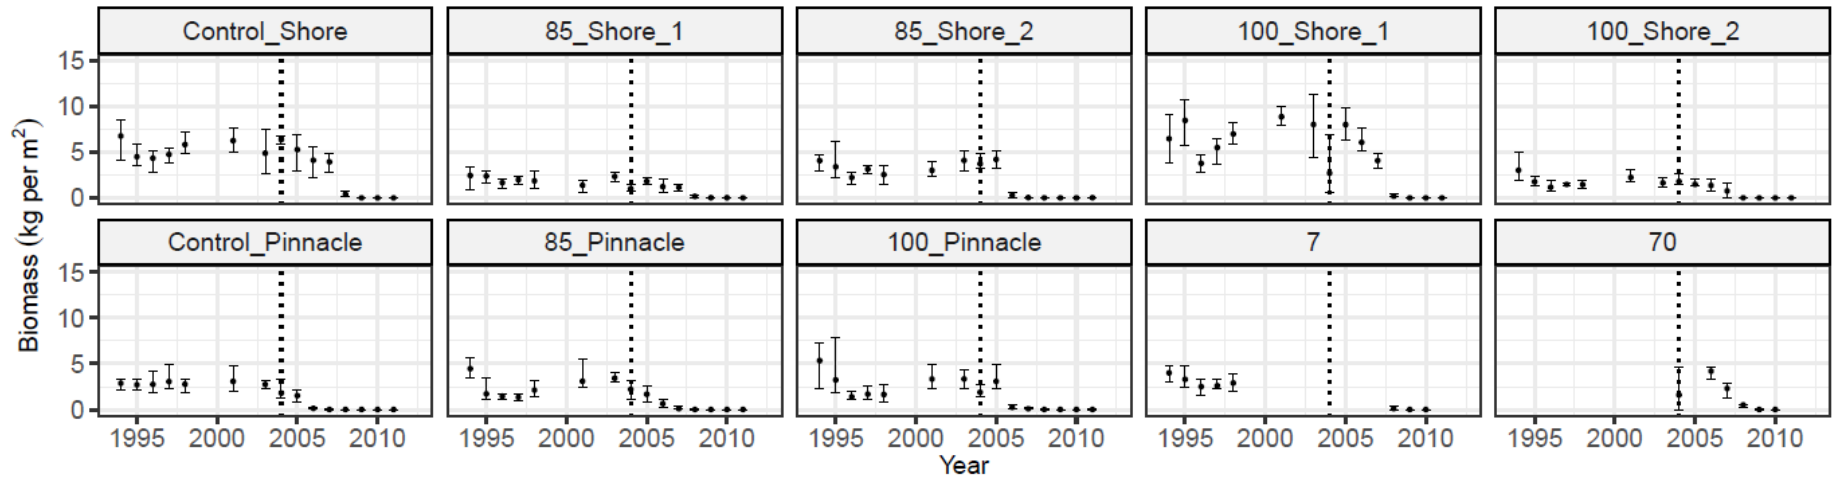 Control_Shore 85_Shore_1 85_Shore_2 100_Shore_1 100_Shore_2
15
10
5
0
Control_Pinnacle 85_Pinnacle 100_Pinnacle 7 70
15
10
5
0
Biomass (kg per m²)
1995 2000 2005 2010 1995 2000 2005 2010 1995 2000 2005 2010 1995 2000 2005 2010 1995 2000 2005 2010
Year